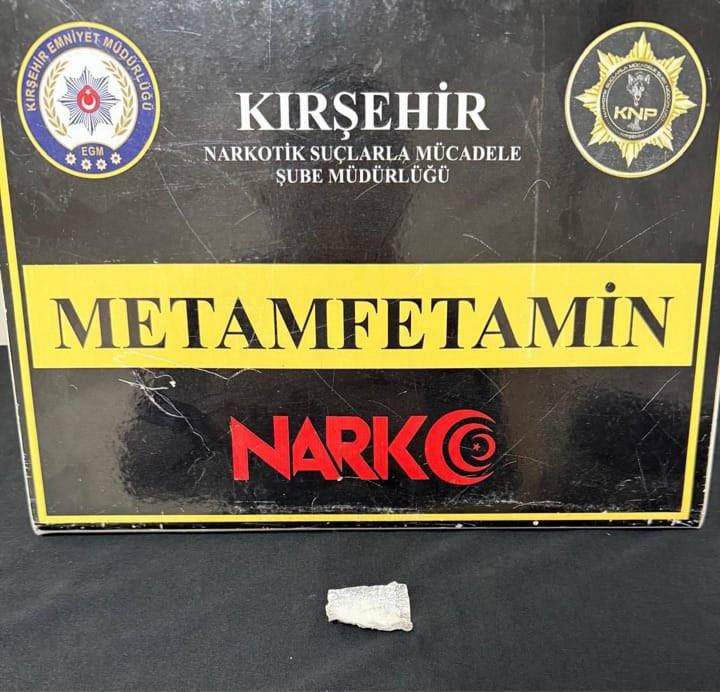 KIRŞEHİR EMNİYET MÜDÜRLÜĞÜ
EGM
KIRŞEHİR
NARKOTİK SUÇLARLA MÜCADELE
ŞUBE MÜDÜRLÜĞÜ
KNP
METAMFETAMİN
NARKO